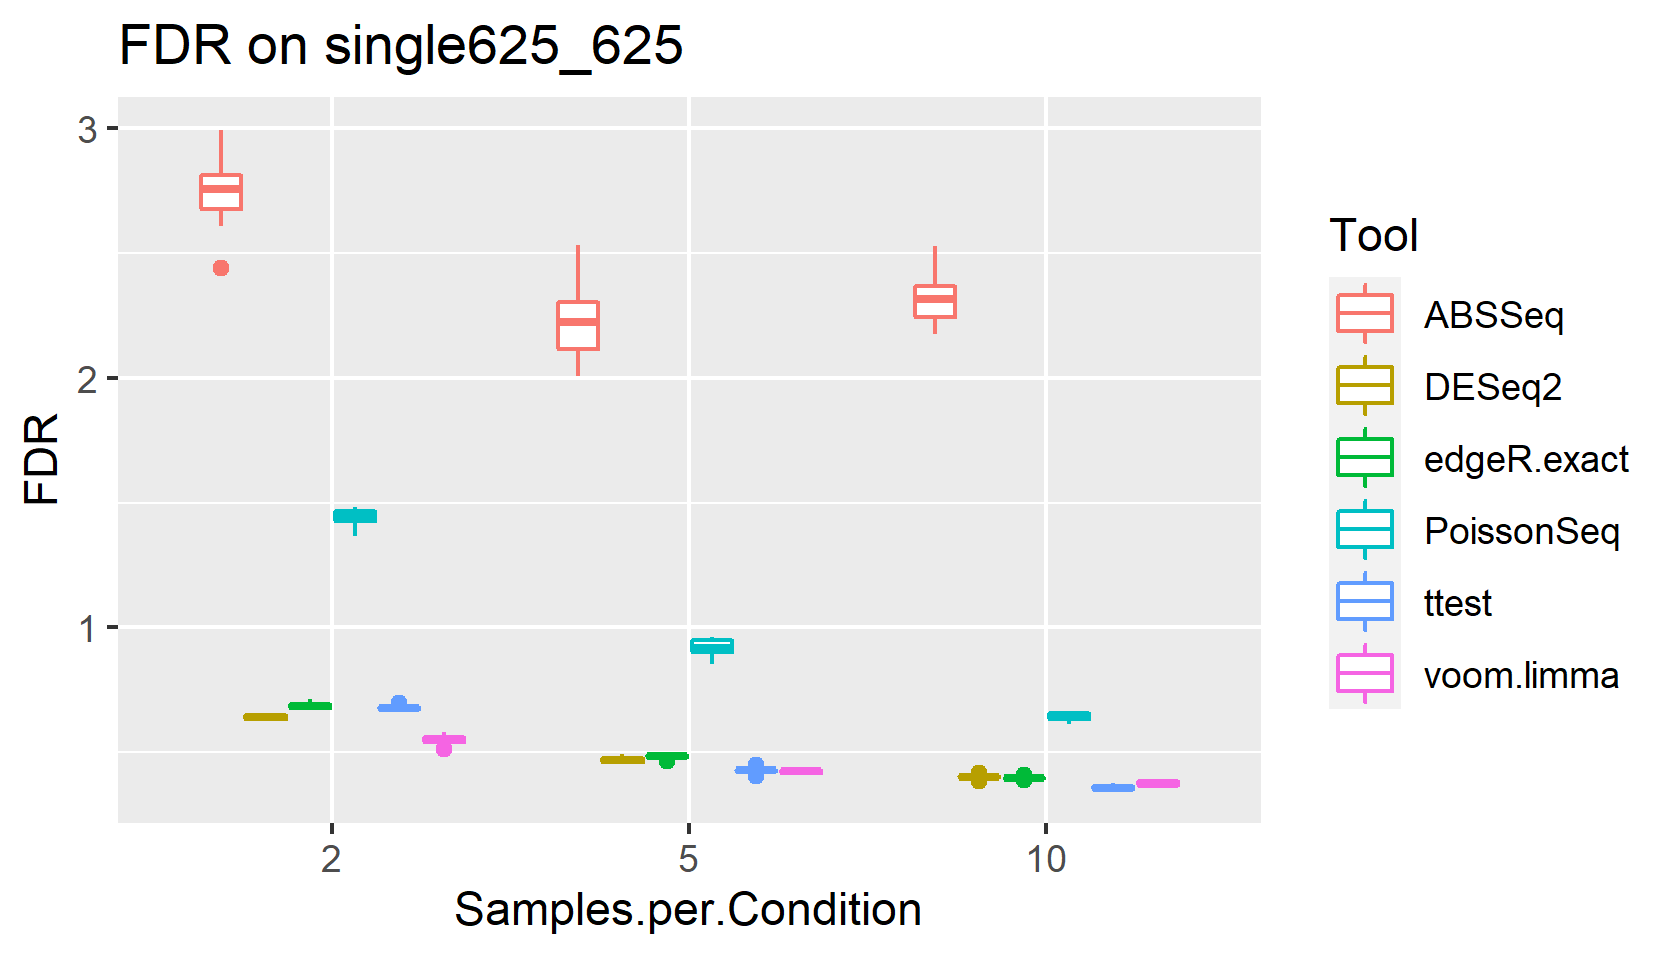 FDR on single625_625
3
2
1
FDR
2 5 10
Samples.per.Condition
Tool
ABSSeq
DESeq2
edgeR.exact
PoissonSeq
ttest
voom.limma